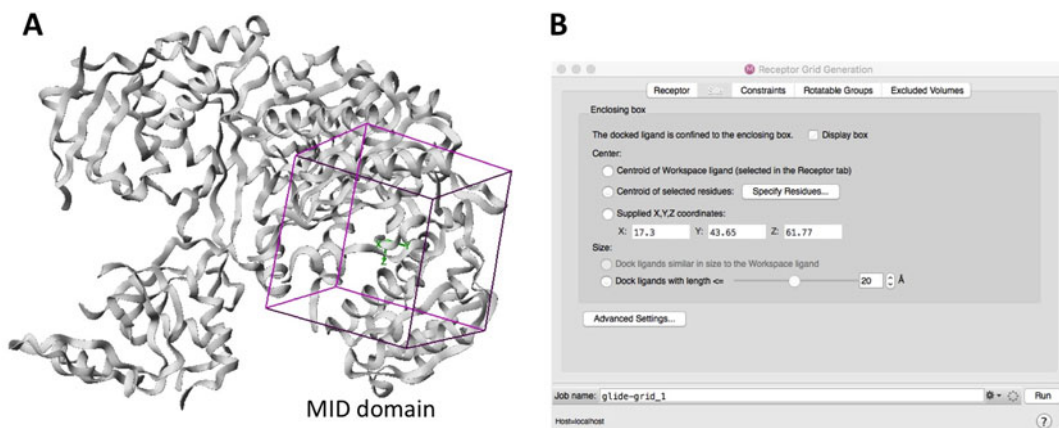 A
MID domain
B
Receptor Grid Generation
Receptor Constraints Rotatable Groups Excluded Volumes
Enclosing box
The docked ligand is confined to the enclosing box. Display box
Center:
Centroid of Workspace ligand (selected in the Receptor tab)
Centroid of selected residues: Specify Residues...
Supplied X,Y,Z coordinates:
X: 17.3 Y: 43.65 Z: 61.77
Size:
Dock ligands similar in size to the Workspace ligand
Dock ligands with length <= 20 Å
Advanced Settings...
Job name: glide-grid_1 Run
Host=localhost ?